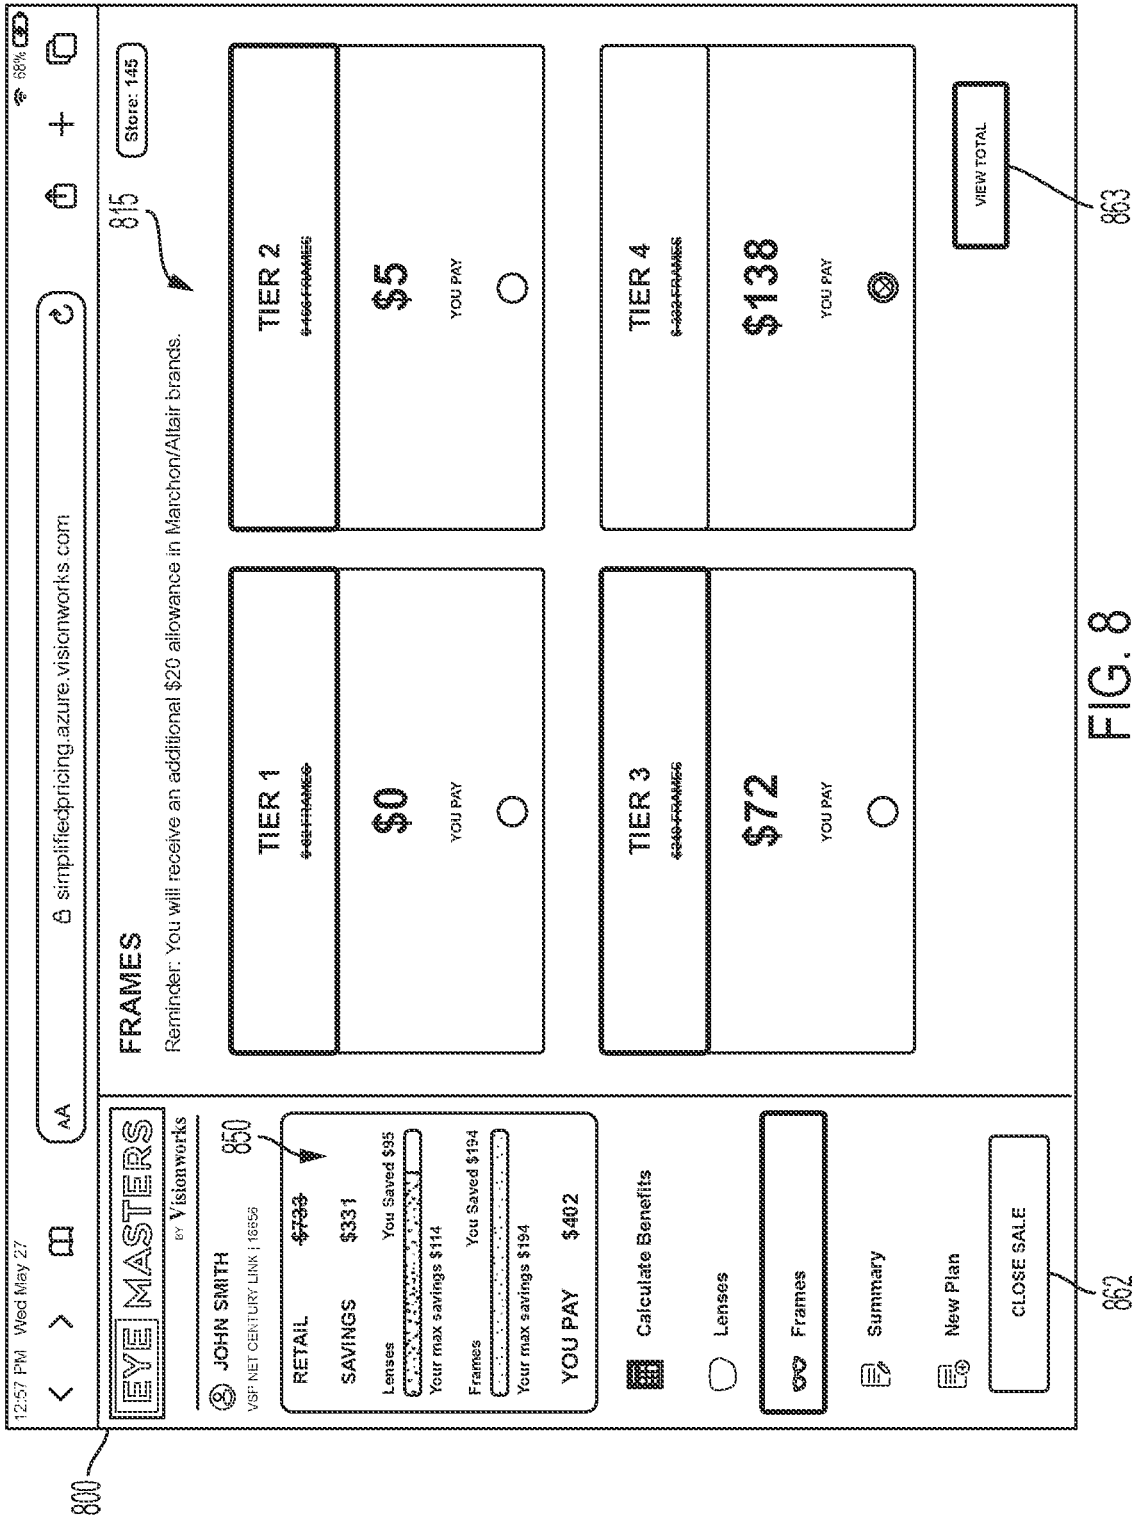 800
12:57 PM Wed May 27
68%
AA
simplifiedpricing.azure.visionworks.com
EYE MASTERS
BY Visionworks
JOHN SMITH
VSP NET CENTURY LINK | 16656
850
RETAIL $733
SAVINGS $331
Lenses You Saved $95
Your max savings $114
Frames You Saved $194
Your max savings $194
YOU PAY $402
Calculate Benefits
Lenses
Frames
Summary
New Plan
CLOSE SALE
862
FRAMES
Store: 145
815
Reminder: You will receive an additional $20 allowance in Marchon/Altair brands.
TIER 1
FRAMES
$0
YOU PAY
TIER 2
FRAMES
$5
YOU PAY
TIER 3
$249 FRAMES
$72
YOU PAY
TIER 4
FRAMES
$138
YOU PAY
VIEW TOTAL
863
FIG. 8